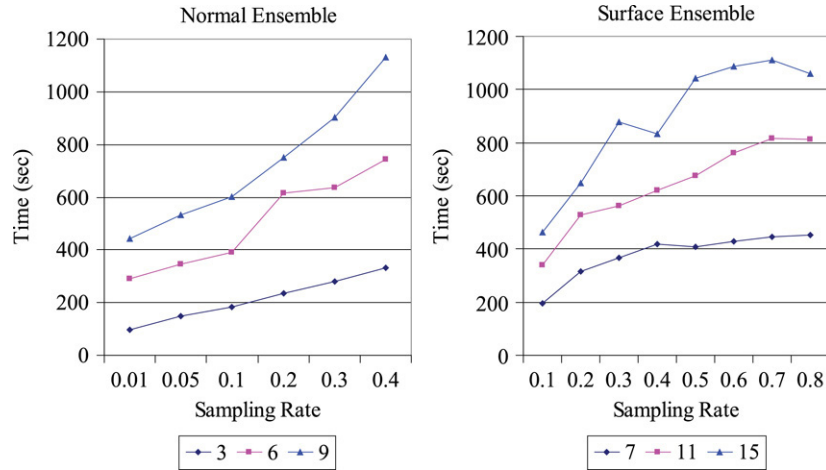 Normal Ensemble
1200
1000
800
600
400
200
0
Time (sec)
0.01 0.05 0.1 0.2 0.3 0.4
Sampling Rate
3 6 9
Surface Ensemble
1200
1000
800
600
400
200
0
Time (sec)
0.1 0.2 0.3 0.4 0.5 0.6 0.7 0.8
Sampling Rate
7 11 15